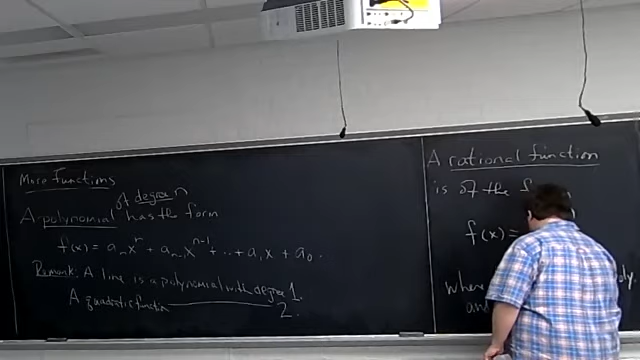 More Functions
of degree n
A polynomial has the form
f(x) = aₙxⁿ + aₙ₋₁xⁿ⁻¹ + ... + a₁x + a₀.
Remark: A line is a polynomial with degree 1.
A quadratic function ———— 2.
A rational function
is of the
f(x) =
where
and